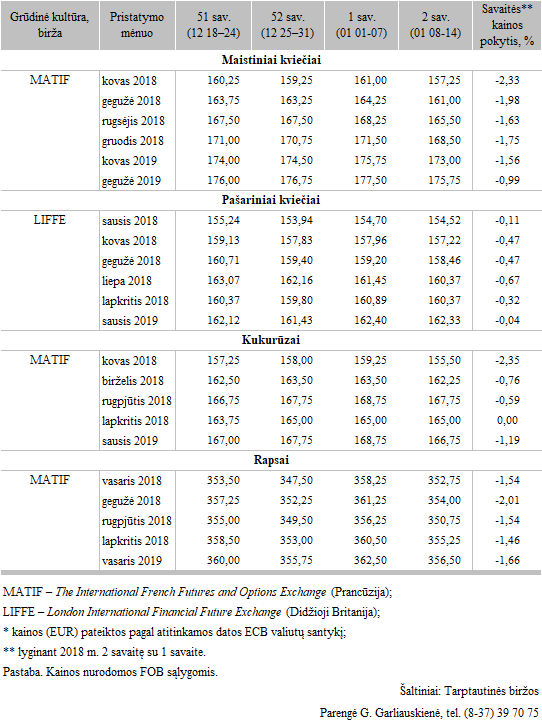 Grūdinė kultūra, birža Pristatymo mėnuo 51 sav. (12 18–24) 52 sav. (12 25–31) 1 sav. (01 01-07) 2 sav. (01 08-14) Savaitės** kainos pokytis, %
Maistiniai kviečiai
MATIF kovas 2018 160,25 159,25 161,00 157,25 -2,33
gegužė 2018 163,75 163,25 164,25 161,00 -1,98
rugsėjis 2018 167,50 167,50 168,25 165,50 -1,63
gruodis 2018 171,00 170,75 171,50 168,50 -1,75
kovas 2019 174,00 174,50 175,75 173,00 -1,56
gegužė 2019 176,00 176,75 177,50 175,75 -0,99
Pašariniai kviečiai
LIFFE sausis 2018 155,24 153,94 154,70 154,52 -0,11
kovas 2018 159,13 157,83 157,96 157,22 -0,47
gegužė 2018 160,71 159,40 159,20 158,46 -0,47
liepa 2018 163,07 162,16 161,45 160,37 -0,67
lapkritis 2018 160,37 159,80 160,89 160,37 -0,32
sausis 2019 162,12 161,43 162,40 162,33 -0,04
Kukurūzai
MATIF kovas 2018 157,25 158,00 159,25 155,50 -2,35
birželis 2018 162,50 163,50 163,50 162,25 -0,76
rugpjūtis 2018 166,75 167,75 168,75 167,75 -0,59
lapkritis 2018 163,75 165,00 165,00 165,00 0,00
sausis 2019 167,00 167,75 168,75 166,75 -1,19
Rapsai
MATIF vasaris 2018 353,50 347,50 358,25 352,75 -1,54
gegužė 2018 357,25 352,25 361,25 354,00 -2,01
rugpjūtis 2018 355,00 349,50 356,25 350,75 -1,54
lapkritis 2018 358,50 353,00 360,50 355,25 -1,46
vasaris 2019 360,00 355,75 362,50 356,50 -1,66
MATIF – The International French Futures and Options Exchange (Prancūzija);
LIFFE – London International Financial Future Exchange (Didžioji Britanija);
* kainos (EUR) pateiktos pagal atitinkamos datos ECB valiutų santykį;
** lyginant 2018 m. 2 savaitę su 1 savaite.
Pastaba. Kainos nurodomos FOB sąlygomis.
Šaltiniai: Tarptautinės biržos
Parengė G. Garliauskienė, tel. (8-37) 39 70 75